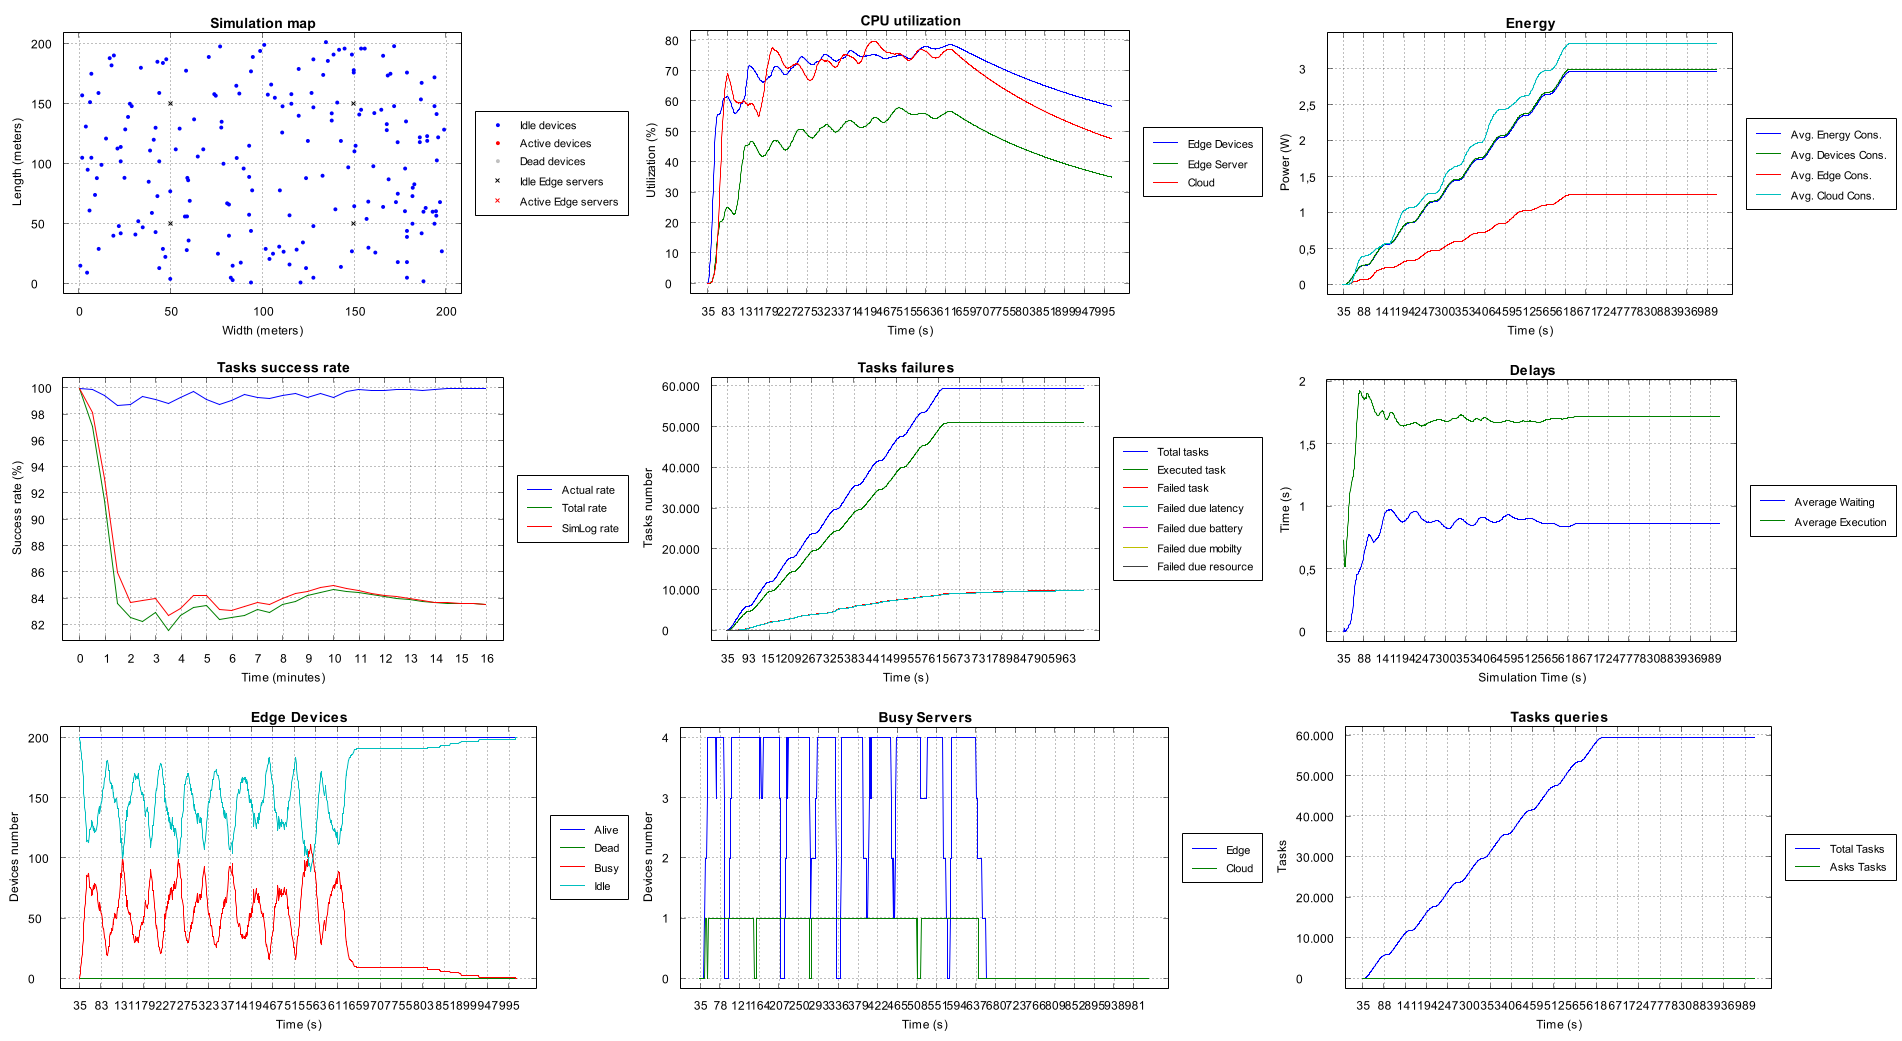 Simulation map
Length (meters)
200
150
100
50
0
0 50 100 150 200
Width (meters)
Idle devices
Active devices
Dead devices
Idle Edge servers
Active Edge servers
CPU utilization
Utilization (%)
80
70
60
50
40
30
20
10
0
Time (s)
Edge Devices
Edge Server
Cloud
Energy
Power (W)
3
2,5
2
1,5
1
0,5
0
Time (s)
Avg. Energy Cons.
Avg. Devices Cons.
Avg. Edge Cons.
Avg. Cloud Cons.
Tasks success rate
Success rate (%)
100
98
96
94
92
90
88
86
84
82
0 1 2 3 4 5 6 7 8 9 10 11 12 13 14 15 16
Time (minutes)
Actual rate
Total rate
SimLog rate
Tasks failures
Tasks number
60.000
50.000
40.000
30.000
20.000
10.000
0
Time (s)
Total tasks
Executed task
Failed task
Failed due latency
Failed due battery
Failed due mobilty
Failed due resource
Delays
Time (s)
2
1,5
1
0,5
0
Simulation Time (s)
Average Waiting
Average Execution
Edge Devices
Devices number
200
150
100
50
0
Time (s)
Alive
Dead
Busy
Idle
Busy Servers
Devices number
4
3
2
1
0
Time (s)
Edge
Cloud
Tasks queries
Tasks
60.000
50.000
40.000
30.000
20.000
10.000
0
Time (s)
Total Tasks
Asks Tasks